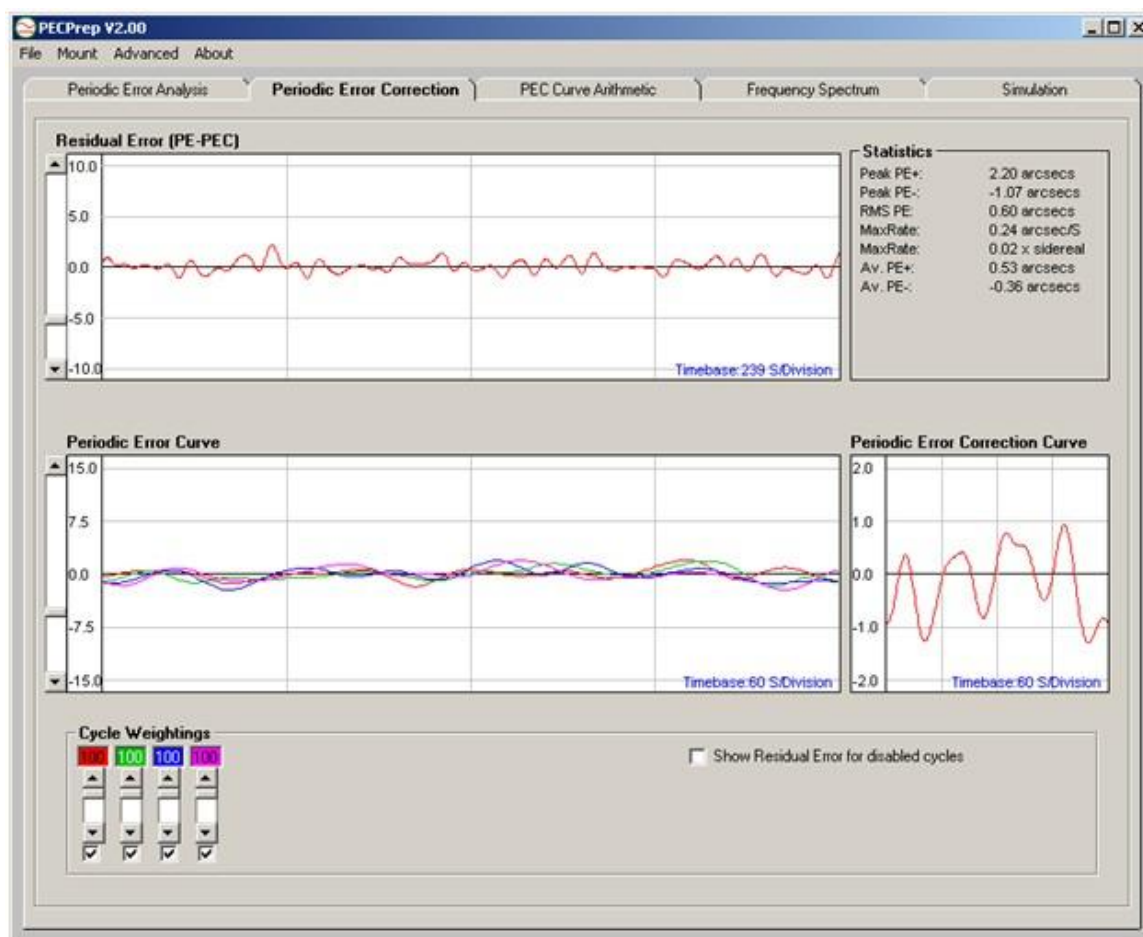 PECPrep V2.00
File Mount Advanced About
Periodic Error Analysis Periodic Error Correction PEC Curve Arithmetic Frequency Spectrum Simulation
Residual Error (PE-PEC)
10.0
5.0
0.0
-5.0
-10.0
Timebase:239 S/Division
Statistics
Peak PE+: 2.20 arcsecs
Peak PE-: -1.07 arcsecs
RMS PE: 0.60 arcsecs
MaxRate: 0.24 arcsec/S
MaxRate: 0.02 x sidereal
Av. PE+: 0.53 arcsecs
Av. PE-: -0.36 arcsecs
Periodic Error Curve
15.0
7.5
0.0
-7.5
-15.0
Timebase:60 S/Division
Periodic Error Correction Curve
2.0
1.0
0.0
-1.0
-2.0
Timebase:60 S/Division
Cycle Weightings
100 100 100 100
Show Residual Error for disabled cycles